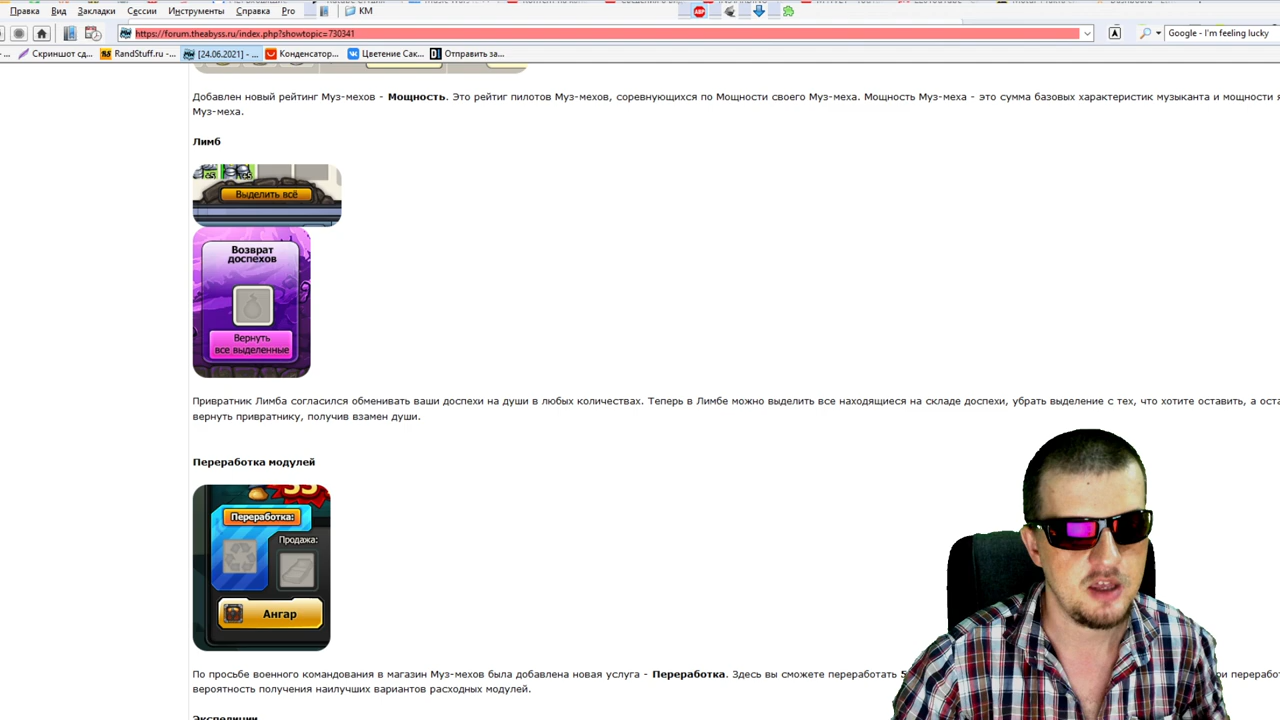 Правка Вид Закладки Сессии Инструменты Справка Pro КМ ABP
https://forum.theabyss.ru/index.php?showtopic=730341 A Google - I'm feeling lucky
... Скриншот сд... RandStuff.ru -... [24.06.2021] - ... Конденсатор... Цветение Сак... Отправить за...
Добавлен новый рейтинг Муз-мехов - Мощность. Это рейтиг пилотов Муз-мехов, соревнующихся по Мощности своего Муз-меха. Мощность Муз-меха - это сумма базовых характеристик музыканта и мощности я
Муз-меха.
Лимб
Выделить всё
Возврат
доспехов
Вернуть
все выделенные
Привратник Лимба согласился обменивать ваши доспехи на души в любых количествах. Теперь в Лимбе можно выделить все находящиеся на складе доспехи, убрать выделение с тех, что хотите оставить, а оста
вернуть привратнику, получив взамен души.
Переработка модулей
Переработка:
Продажа:
Ангар
По просьбе военного командования в магазин Муз-мехов была добавлена новая услуга - Переработка. Здесь вы сможете переработать 5 ри перерабо
вероятность получения наилучших вариантов расходных модулей.
Экспедиции